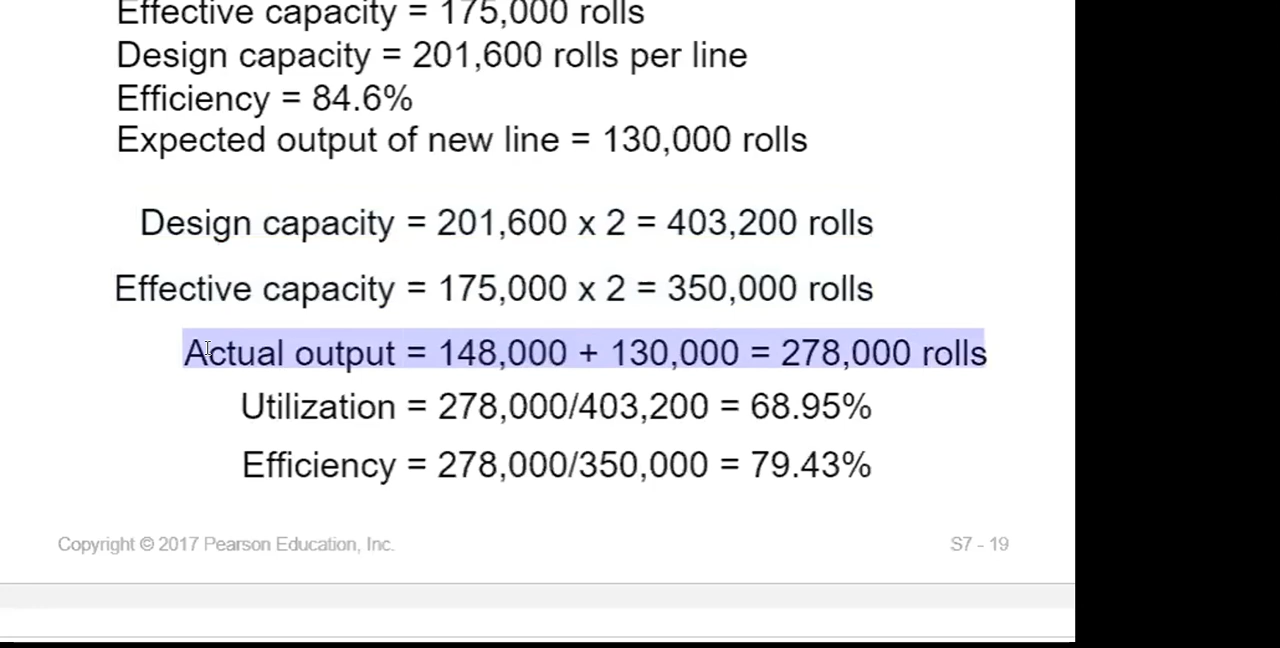 Effective capacity = 175,000 rolls
Design capacity = 201,600 rolls per line
Efficiency = 84.6%
Expected output of new line = 130,000 rolls
Design capacity = 201,600 x 2 = 403,200 rolls
Effective capacity = 175,000 x 2 = 350,000 rolls
Actual output = 148,000 + 130,000 = 278,000 rolls
Utilization = 278,000/403,200 = 68.95%
Efficiency = 278,000/350,000 = 79.43%
Copyright © 2017 Pearson Education, Inc.
S7 - 19